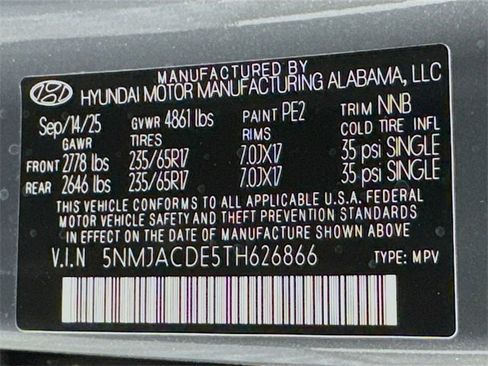 MANUFACTURED BY
HYUNDAI MOTOR MANUFACTURING ALABAMA, LLC
Sep/14/25 GVWR 4861 lbs PAINT PE2 TRIM NNB
GAWR TIRES RIMS COLD TIRE INFL
FRONT 2778 lbs 235/65R17 7.0JX17 35 psi SINGLE
REAR 2646 lbs 235/65R17 7.0JX17 35 psi SINGLE
THIS VEHICLE CONFORMS TO ALL APPLICABLE U.S.A. FEDERAL
MOTOR VEHICLE SAFETY AND THEFT PREVENTION STANDARDS
IN EFFECT ON THE DATE OF MANUFACTURE SHOWN ABOVE
V.I.N 5NMJACDE5TH626866 TYPE: MPV